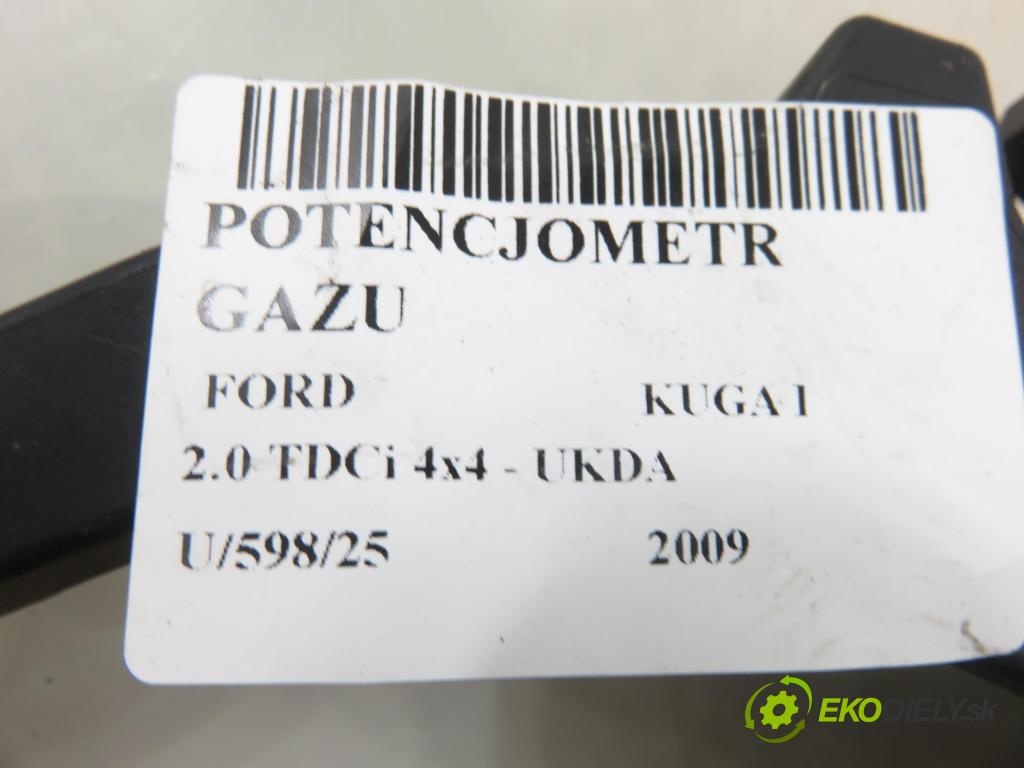 POTENCJOMETR
GAZU
FORD KUGA I
2.0 TDCi 4x4 - UKDA
U/598/25 2009
EKODIELY.sk